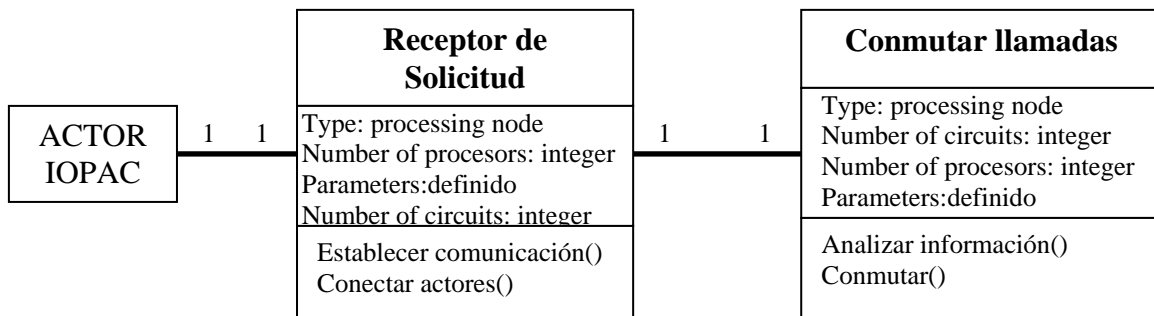 ACTOR
IOPAC
1 1
Receptor de
Solicitud
Type: processing node
Number of procesors: integer
Parameters:definido
Number of circuits: integer
Establecer comunicación()
Conectar actores()
1 1
Conmutar llamadas
Type: processing node
Number of circuits: integer
Number of procesors: integer
Parameters:definido
Analizar información()
Conmutar()